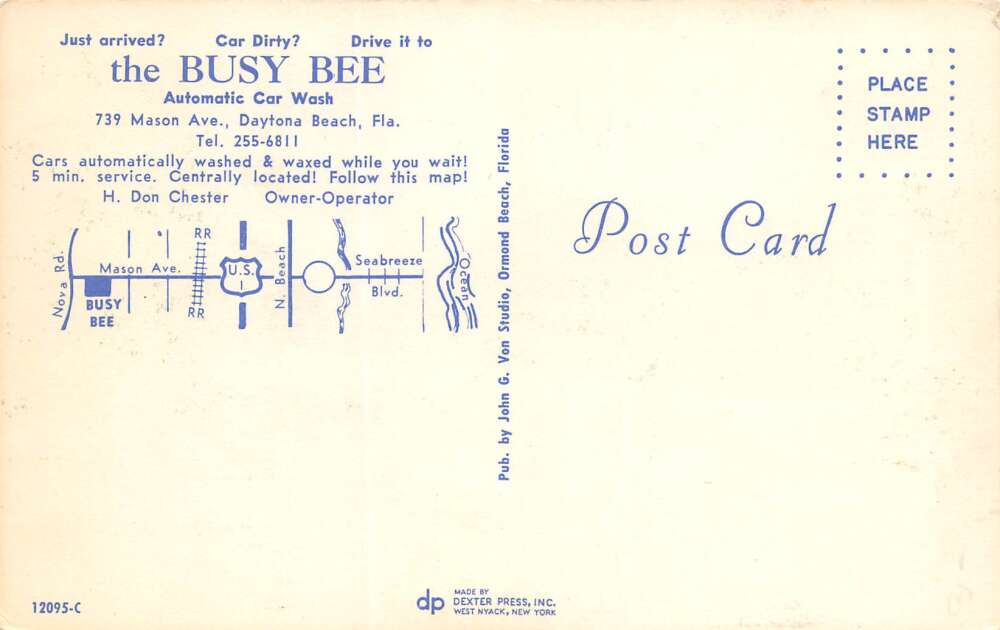 Just arrived? Car Dirty? Drive it to
the BUSY BEE
Automatic Car Wash
739 Mason Ave., Daytona Beach, Fla.
Tel. 255-6811
Cars automatically washed & waxed while you wait!
5 min. service. Centrally located! Follow this map!
H. Don Chester Owner-Operator
Nova Rd.
Mason Ave.
BUSY
BEE
RR
RR
U.S.
1
N. Beach
Seabreeze
Blvd.
Ocean
Pub. by John G. Von Studio, Ormond Beach, Florida
PLACE
STAMP
HERE
Post Card
12095-C
dp
MADE BY
DEXTER PRESS, INC.
WEST NYACK, NEW YORK